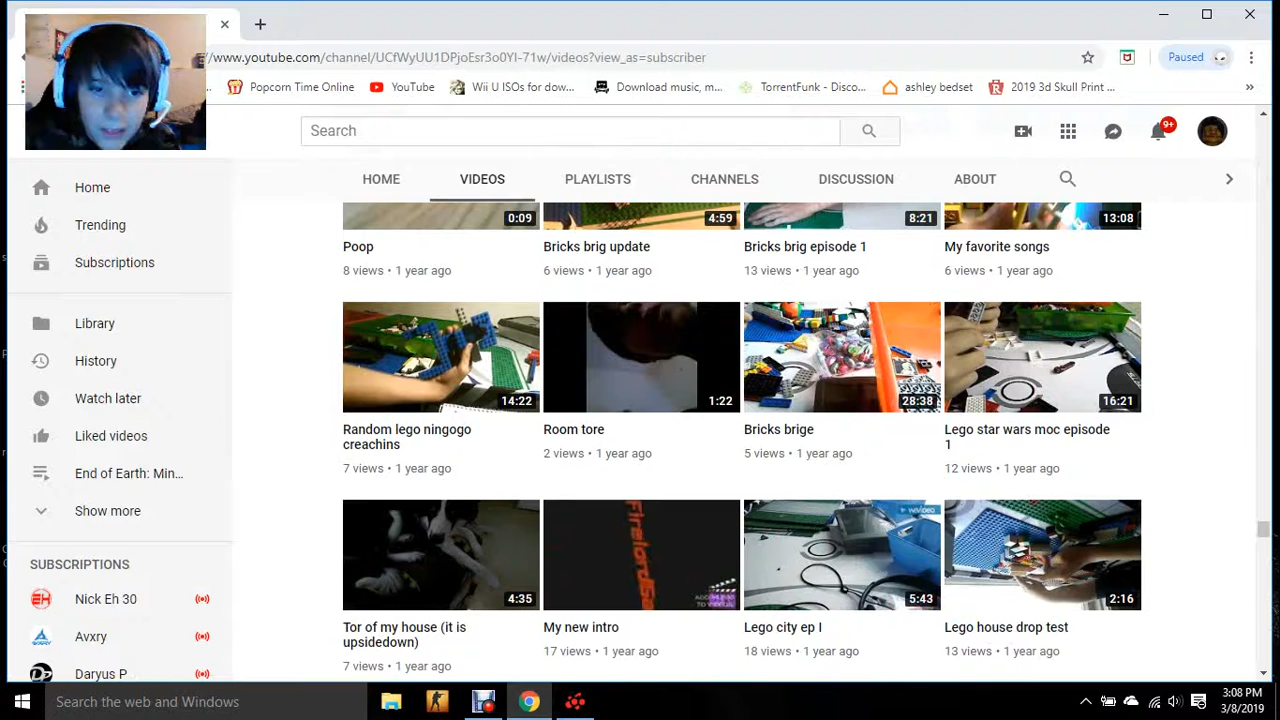 //www.youtube.com/channel/UCfWyUU1DPjoEsr3o0YI-71w/videos?view_as=subscriber
Paused
Popcorn Time Online
YouTube
Wii U ISOs for dow...
Download music, m...
TorrentFunk - Disco...
ashley bedset
2019 3d Skull Print ...
Search
9+
HOME
VIDEOS
PLAYLISTS
CHANNELS
DISCUSSION
ABOUT
Home
Trending
Subscriptions
Library
History
Watch later
Liked videos
End of Earth: Min...
Show more
SUBSCRIPTIONS
Nick Eh 30
Avxry
Daryus P
0:09
4:59
8:21
13:08
Poop
8 views • 1 year ago
Bricks brig update
6 views • 1 year ago
Bricks brig episode 1
13 views • 1 year ago
My favorite songs
6 views • 1 year ago
14:22
1:22
28:38
16:21
Random lego ningogo
creachins
7 views • 1 year ago
Room tore
2 views • 1 year ago
Bricks brige
5 views • 1 year ago
Lego star wars moc episode
1
12 views • 1 year ago
4:35
5:43
2:16
Tor of my house (it is
upsidedown)
7 views • 1 year ago
My new intro
17 views • 1 year ago
Lego city ep I
18 views • 1 year ago
Lego house drop test
13 views • 1 year ago
Search the web and Windows
3:08 PM
3/8/2019